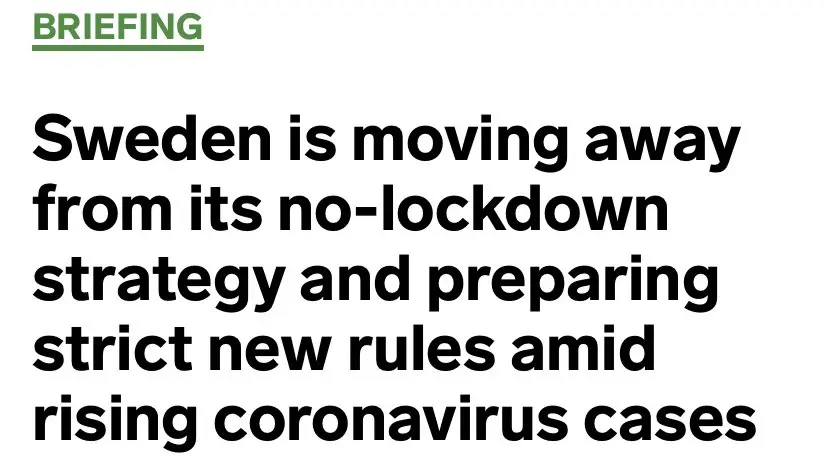 BRIEFING
Sweden is moving away
from its no-lockdown
strategy and preparing
strict new rules amid
rising coronavirus cases